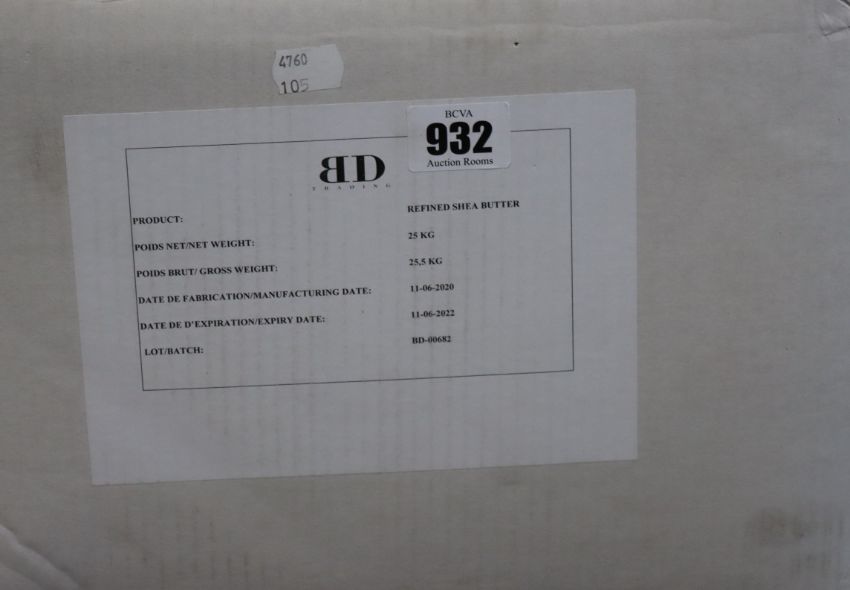 4760
105
BCVA
932
Auction Rooms
BD
TRADING
PRODUCT: REFINED SHEA BUTTER
POIDS NET/NET WEIGHT: 25 KG
POIDS BRUT/ GROSS WEIGHT: 25,5 KG
DATE DE FABRICATION/MANUFACTURING DATE: 11-06-2020
DATE DE D'EXPIRATION/EXPIRY DATE: 11-06-2022
LOT/BATCH: BD-00682